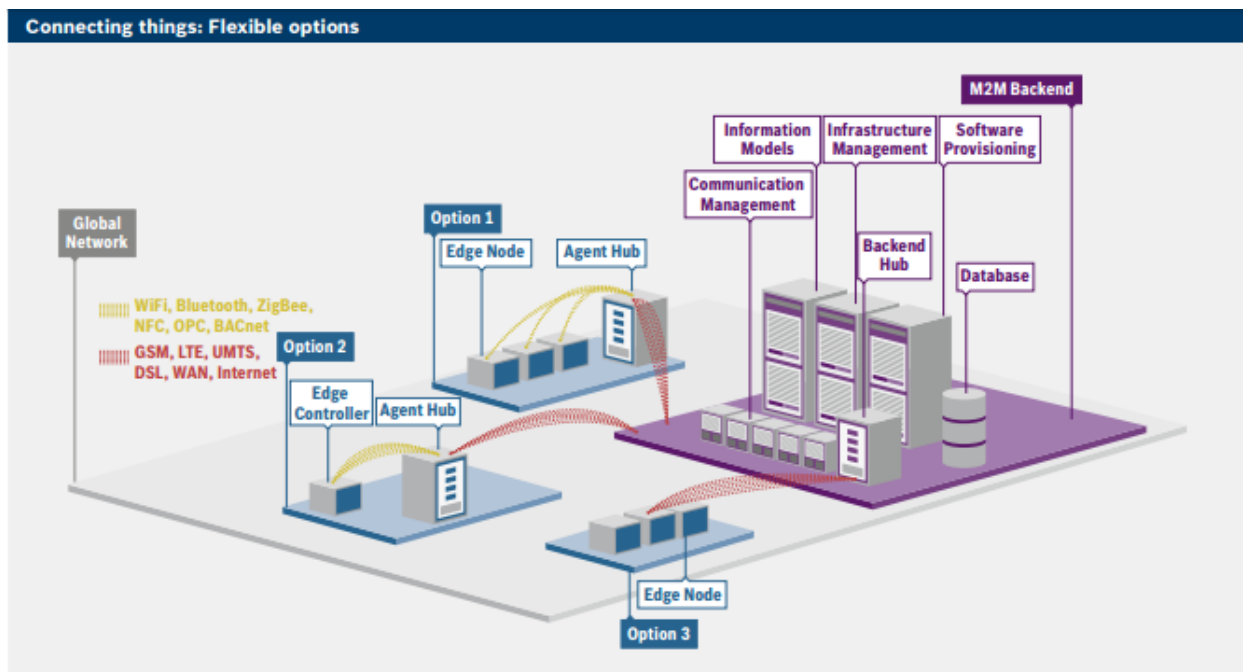 Connecting things: Flexible options
M2M Backend
Information
Models
Infrastructure
Management
Software
Provisioning
Communication
Management
Global
Network
Option 1
Edge Node
Agent Hub
Backend
Hub
Database
WiFi, Bluetooth, ZigBee,
NFC, OPC, BACnet
GSM, LTE, UMTS,
DSL, WAN, Internet
Option 2
Edge
Controller
Agent Hub
Edge Node
Option 3